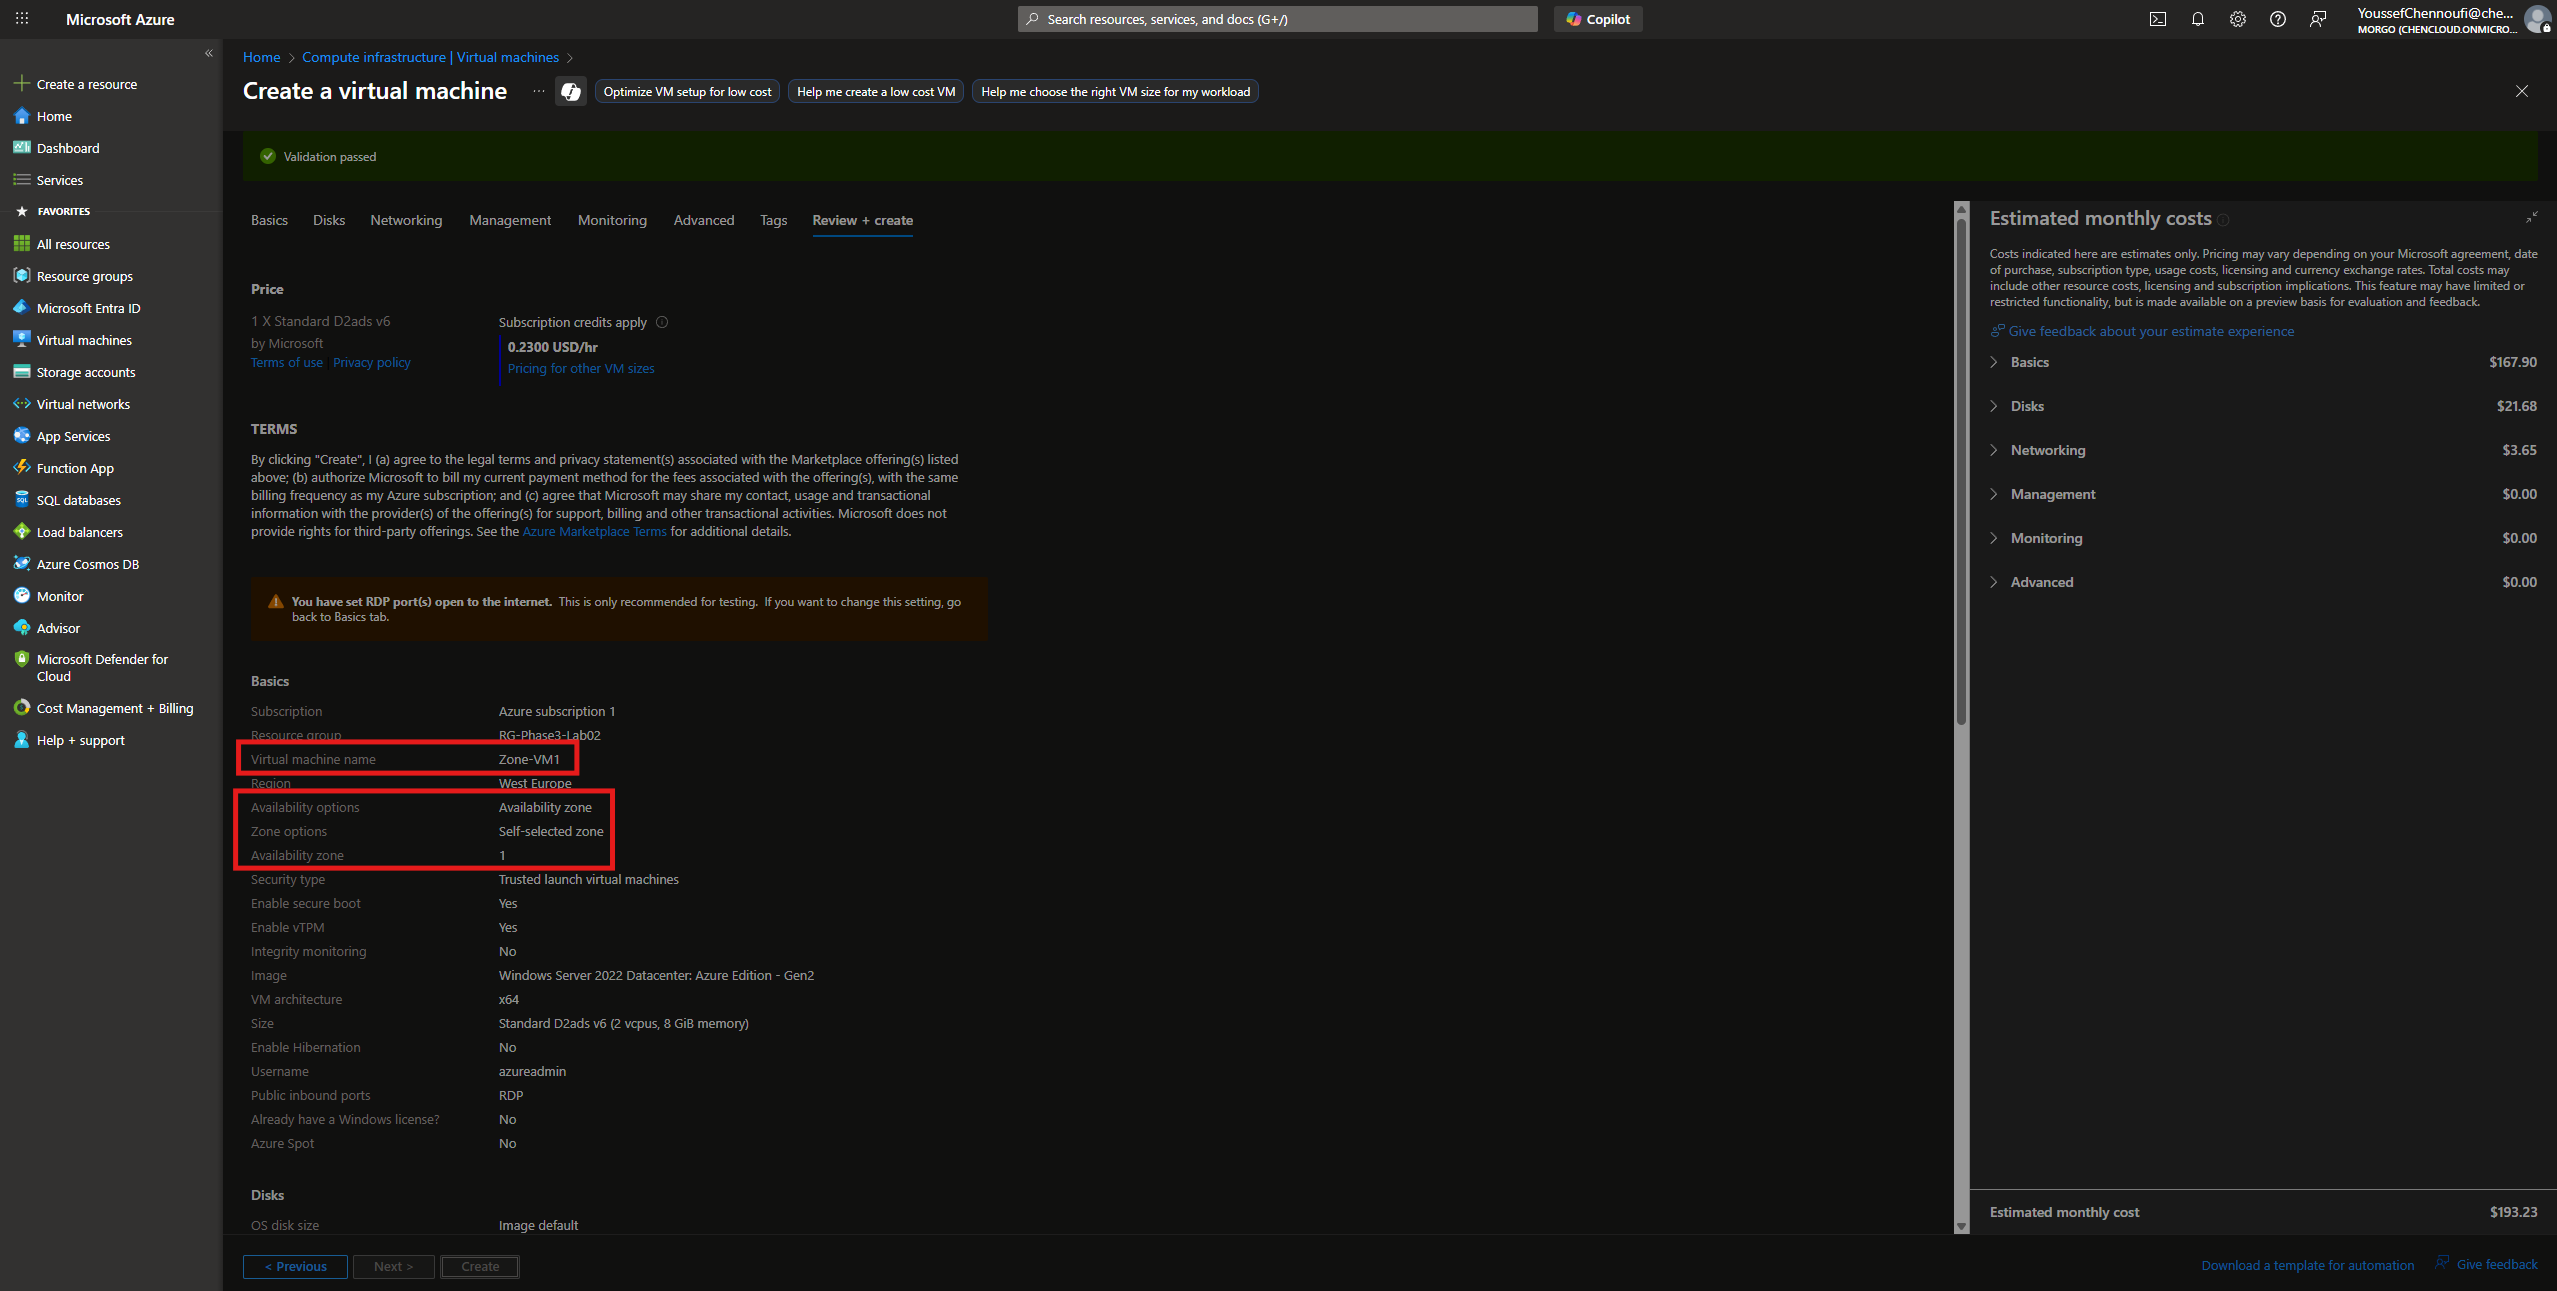 Microsoft Azure
Search resources, services, and docs (G+/)
Copilot
YoussefChennoufi@che...
MORGO (CHENCLOUD.ONMICRO...
Create a resource
Home
Dashboard
Services
FAVORITES
All resources
Resource groups
Microsoft Entra ID
Virtual machines
Storage accounts
Virtual networks
App Services
Function App
SQL databases
Load balancers
Azure Cosmos DB
Monitor
Advisor
Microsoft Defender for
Cloud
Cost Management + Billing
Help + support
Home > Compute infrastructure | Virtual machines >
Create a virtual machine ...
Optimize VM setup for low cost
Help me create a low cost VM
Help me choose the right VM size for my workload
Validation passed
Basics Disks Networking Management Monitoring Advanced Tags Review + create
Price
1 X Standard D2ads v6
by Microsoft
Terms of use Privacy policy
Subscription credits apply
0.2300 USD/hr
Pricing for other VM sizes
TERMS
By clicking "Create", I (a) agree to the legal terms and privacy statement(s) associated with the Marketplace offering(s) listed
above; (b) authorize Microsoft to bill my current payment method for the fees associated with the offering(s), with the same
billing frequency as my Azure subscription; and (c) agree that Microsoft may share my contact, usage and transactional
information with the provider(s) of the offering(s) for support, billing and other transactional activities. Microsoft does not
provide rights for third-party offerings. See the Azure Marketplace Terms for additional details.
You have set RDP port(s) open to the internet. This is only recommended for testing. If you want to change this setting, go
back to Basics tab.
Basics
Subscription Azure subscription 1
Resource group RG-Phase3-Lab02
Virtual machine name Zone-VM1
Region West Europe
Availability options Availability zone
Zone options Self-selected zone
Availability zone 1
Security type Trusted launch virtual machines
Enable secure boot Yes
Enable vTPM Yes
Integrity monitoring No
Image Windows Server 2022 Datacenter: Azure Edition - Gen2
VM architecture x64
Size Standard D2ads v6 (2 vcpus, 8 GiB memory)
Enable Hibernation No
Username azureadmin
Public inbound ports RDP
Already have a Windows license? No
Azure Spot No
Disks
OS disk size Image default
< Previous
Next >
Create
Estimated monthly costs
Costs indicated here are estimates only. Pricing may vary depending on your Microsoft agreement, date
of purchase, subscription type, usage costs, licensing and currency exchange rates. Total costs may
include other resource costs, licensing and subscription implications. This feature may have limited or
restricted functionality, but is made available on a preview basis for evaluation and feedback.
Give feedback about your estimate experience
Basics $167.90
Disks $21.68
Networking $3.65
Management $0.00
Monitoring $0.00
Advanced $0.00
Estimated monthly cost $193.23
Download a template for automation
Give feedback